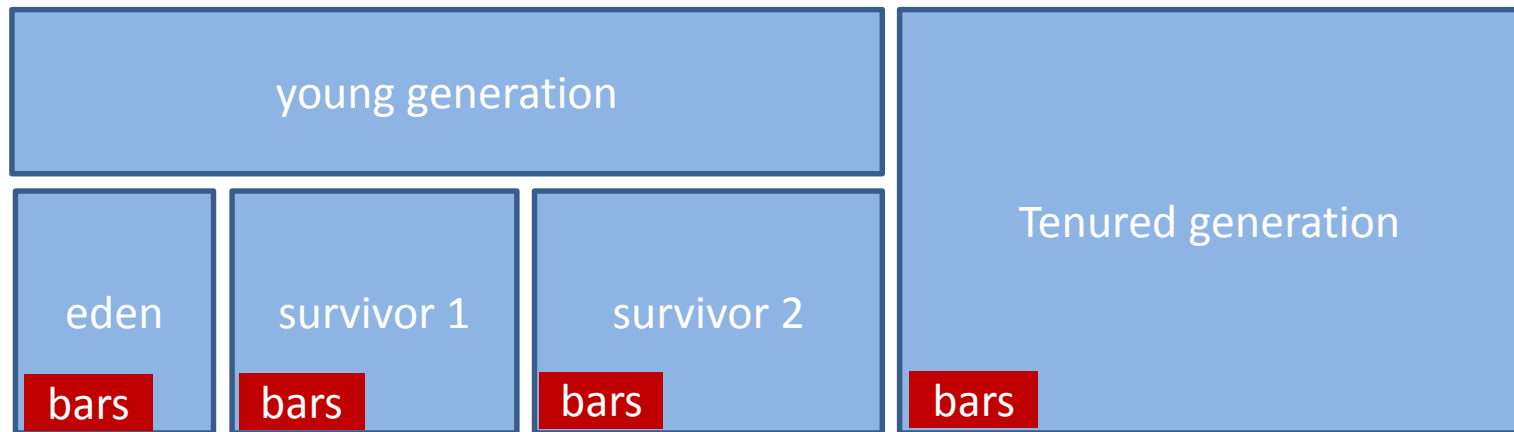 young generation
Tenured generation
eden
survivor 1
survivor 2
bars
bars
bars
bars